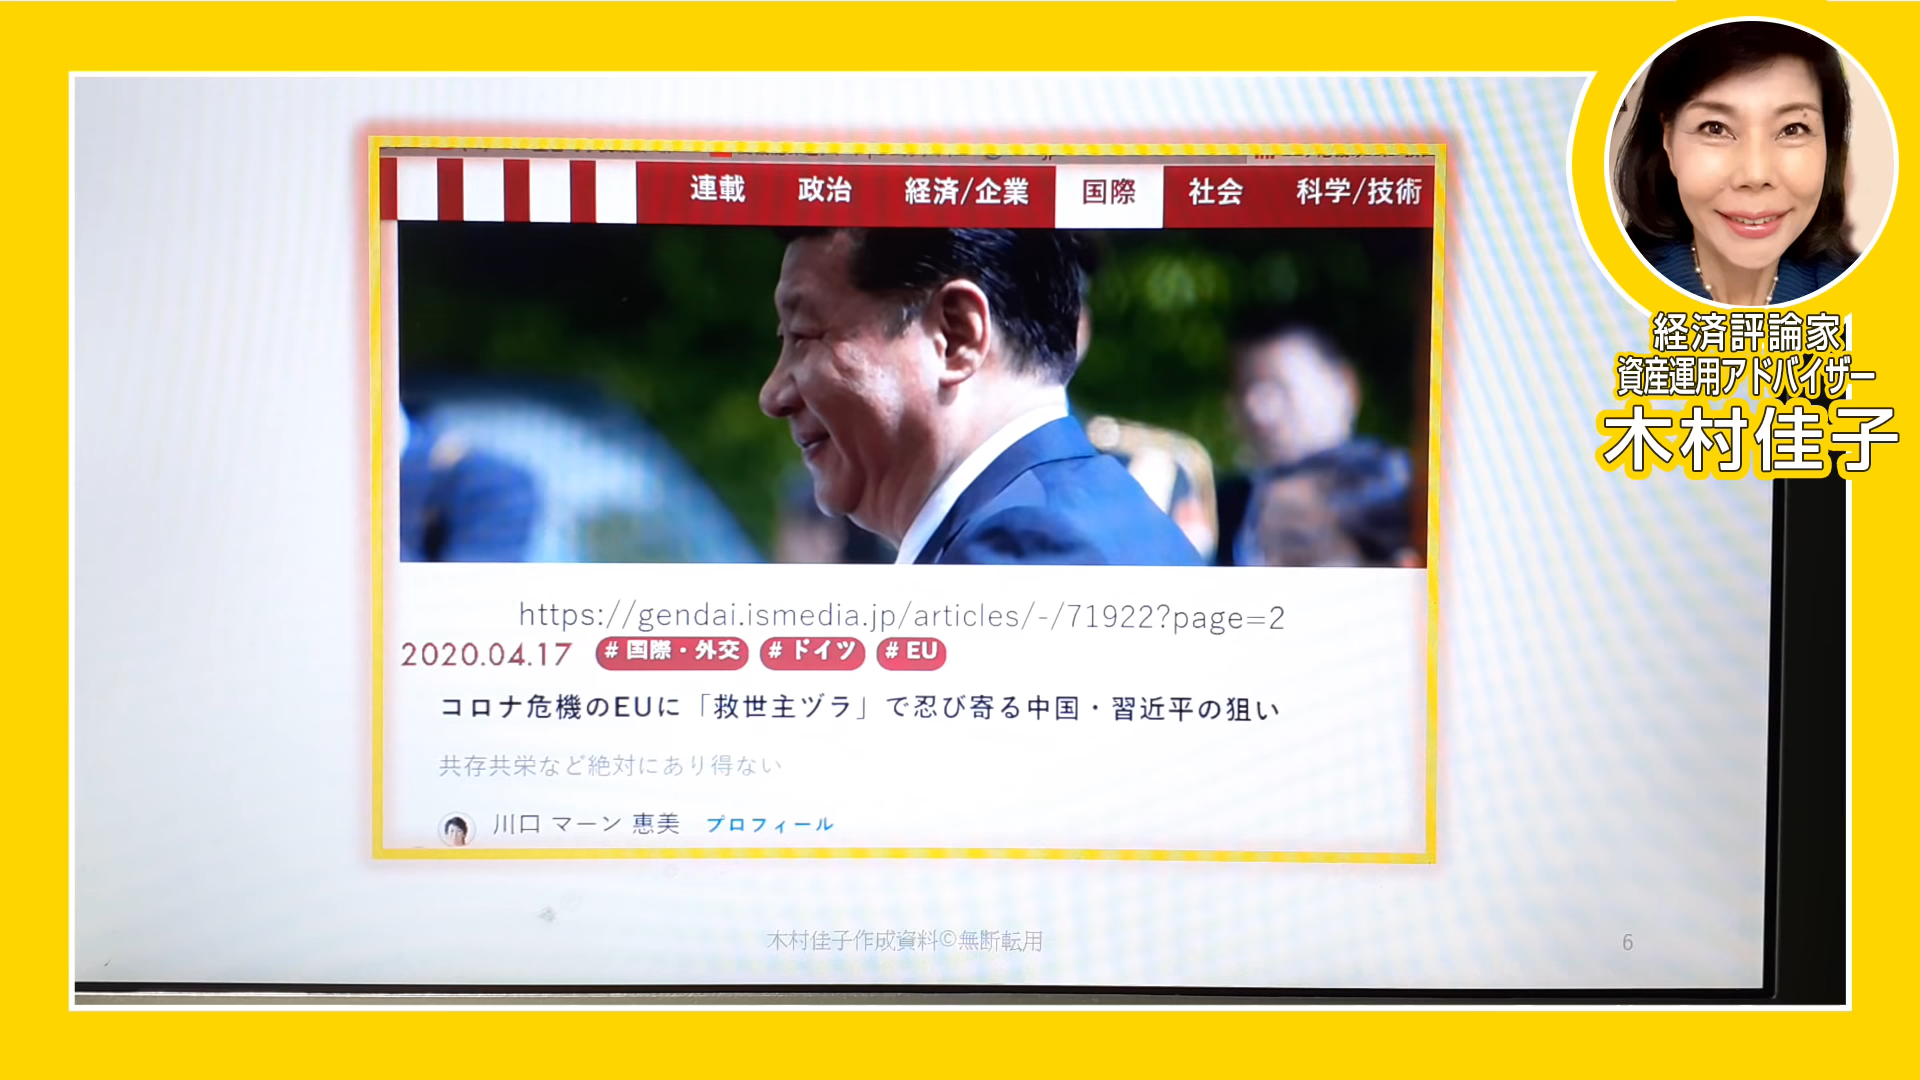 連載 政治 経済/企業 国際 社会 科学/技術
https://gendai.ismedia.jp/articles/-/71922?page=2
2020.04.17 #国際・外交 #ドイツ #EU
コロナ危機のEUに「救世主ヅラ」で忍び寄る中国・習近平の狙い
共存共栄など絶対にあり得ない
川口 マーン 惠美 プロフィール
木村佳子作成資料©無断転用
6
経済評論家
資産運用アドバイザー
木村佳子